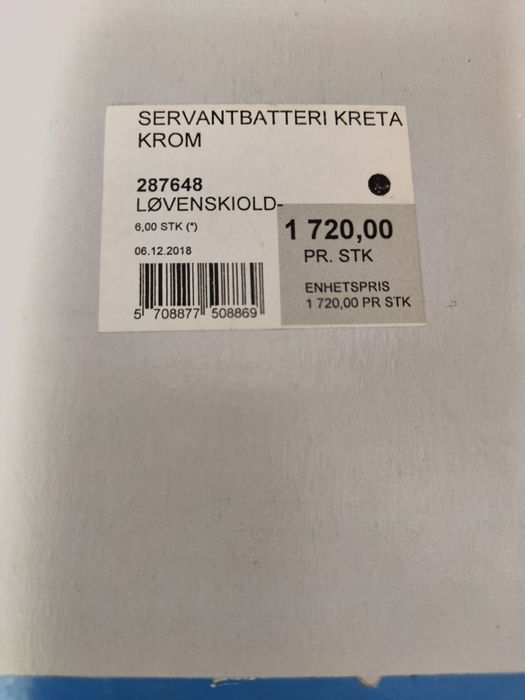 SERVANTBATTERI KRETA
KROM
287648
LØVENSKIOLD-
6,00 STK (*)
06.12.2018
1 720,00
PR. STK
ENHETSPRIS
1 720,00 PR STK
5 708877 508869